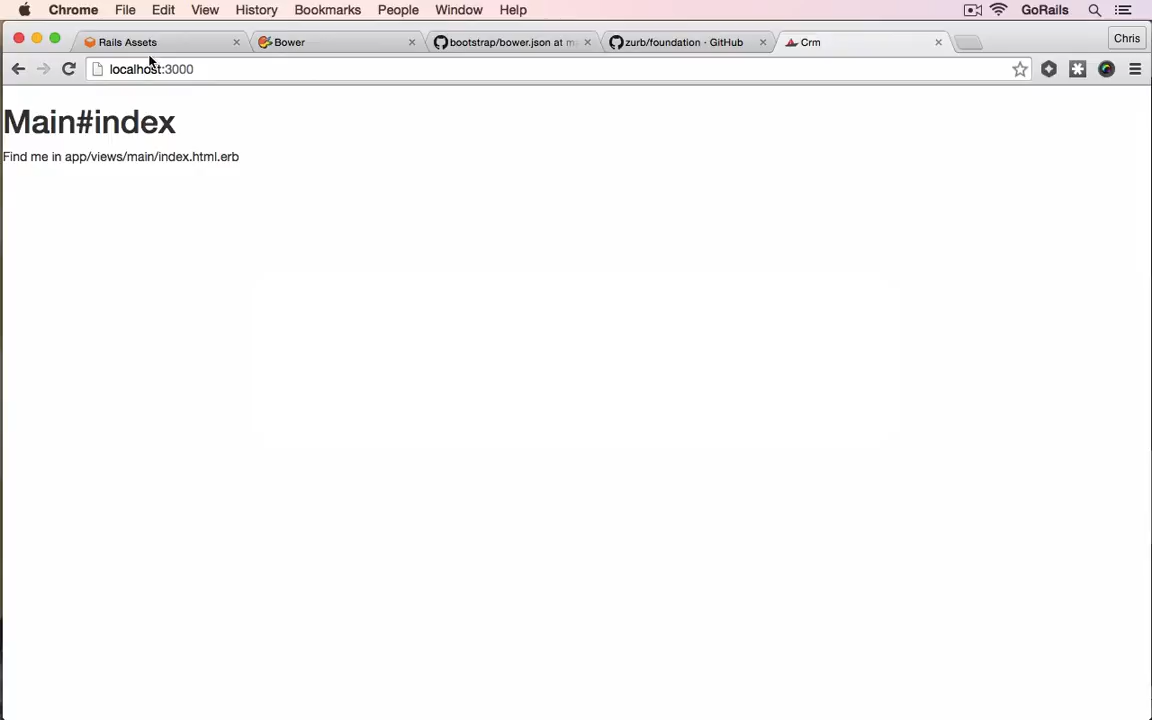 Chrome File Edit View History Bookmarks People Window Help GoRails
Rails Assets Bower bootstrap/bower.json at m zurb/foundation · GitHub Crm Chris
localhost:3000
Main#index
Find me in app/views/main/index.html.erb